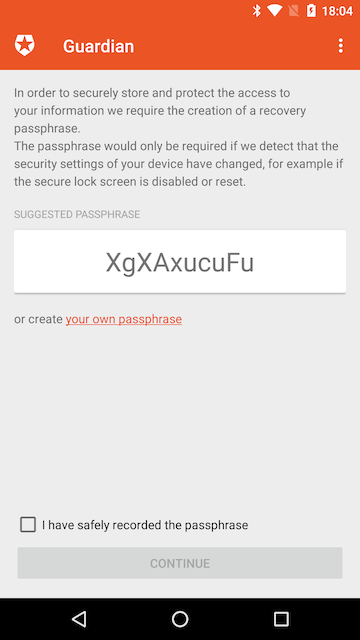 18:04
Guardian
In order to securely store and protect the access to
your information we require the creation of a recovery
passphrase.
The passphrase would only be required if we detect that the
security settings of your device have changed, for example if
the secure lock screen is disabled or reset.
SUGGESTED PASSPHRASE
XgXAxucuFu
or create your own passphrase
I have safely recorded the passphrase
CONTINUE